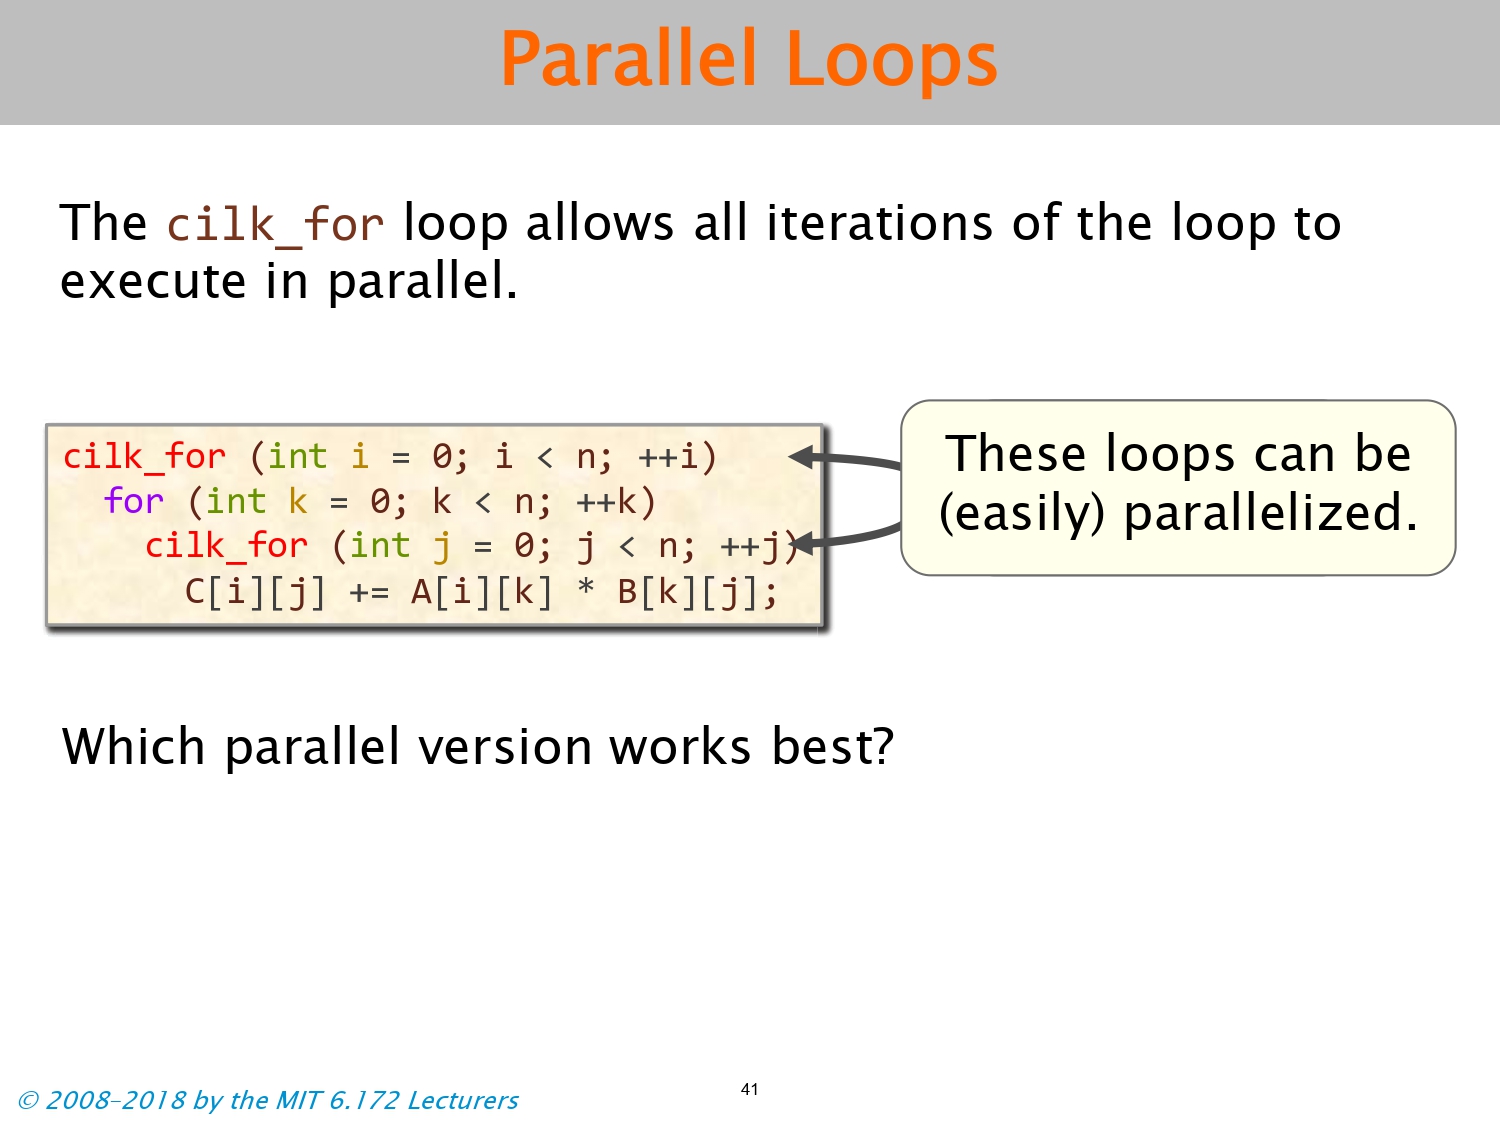 Parallel Loops
The cilk_for loop allows all iterations of the loop to
execute in parallel.
cilk_for (int i = 0; i < n; ++i)
  for (int k = 0; k < n; ++k)
    cilk_for (int j = 0; j < n; ++j)
      C[i][j] += A[i][k] * B[k][j];
These loops can be
(easily) parallelized.
Which parallel version works best?
© 2008–2018 by the MIT 6.172 Lecturers
41